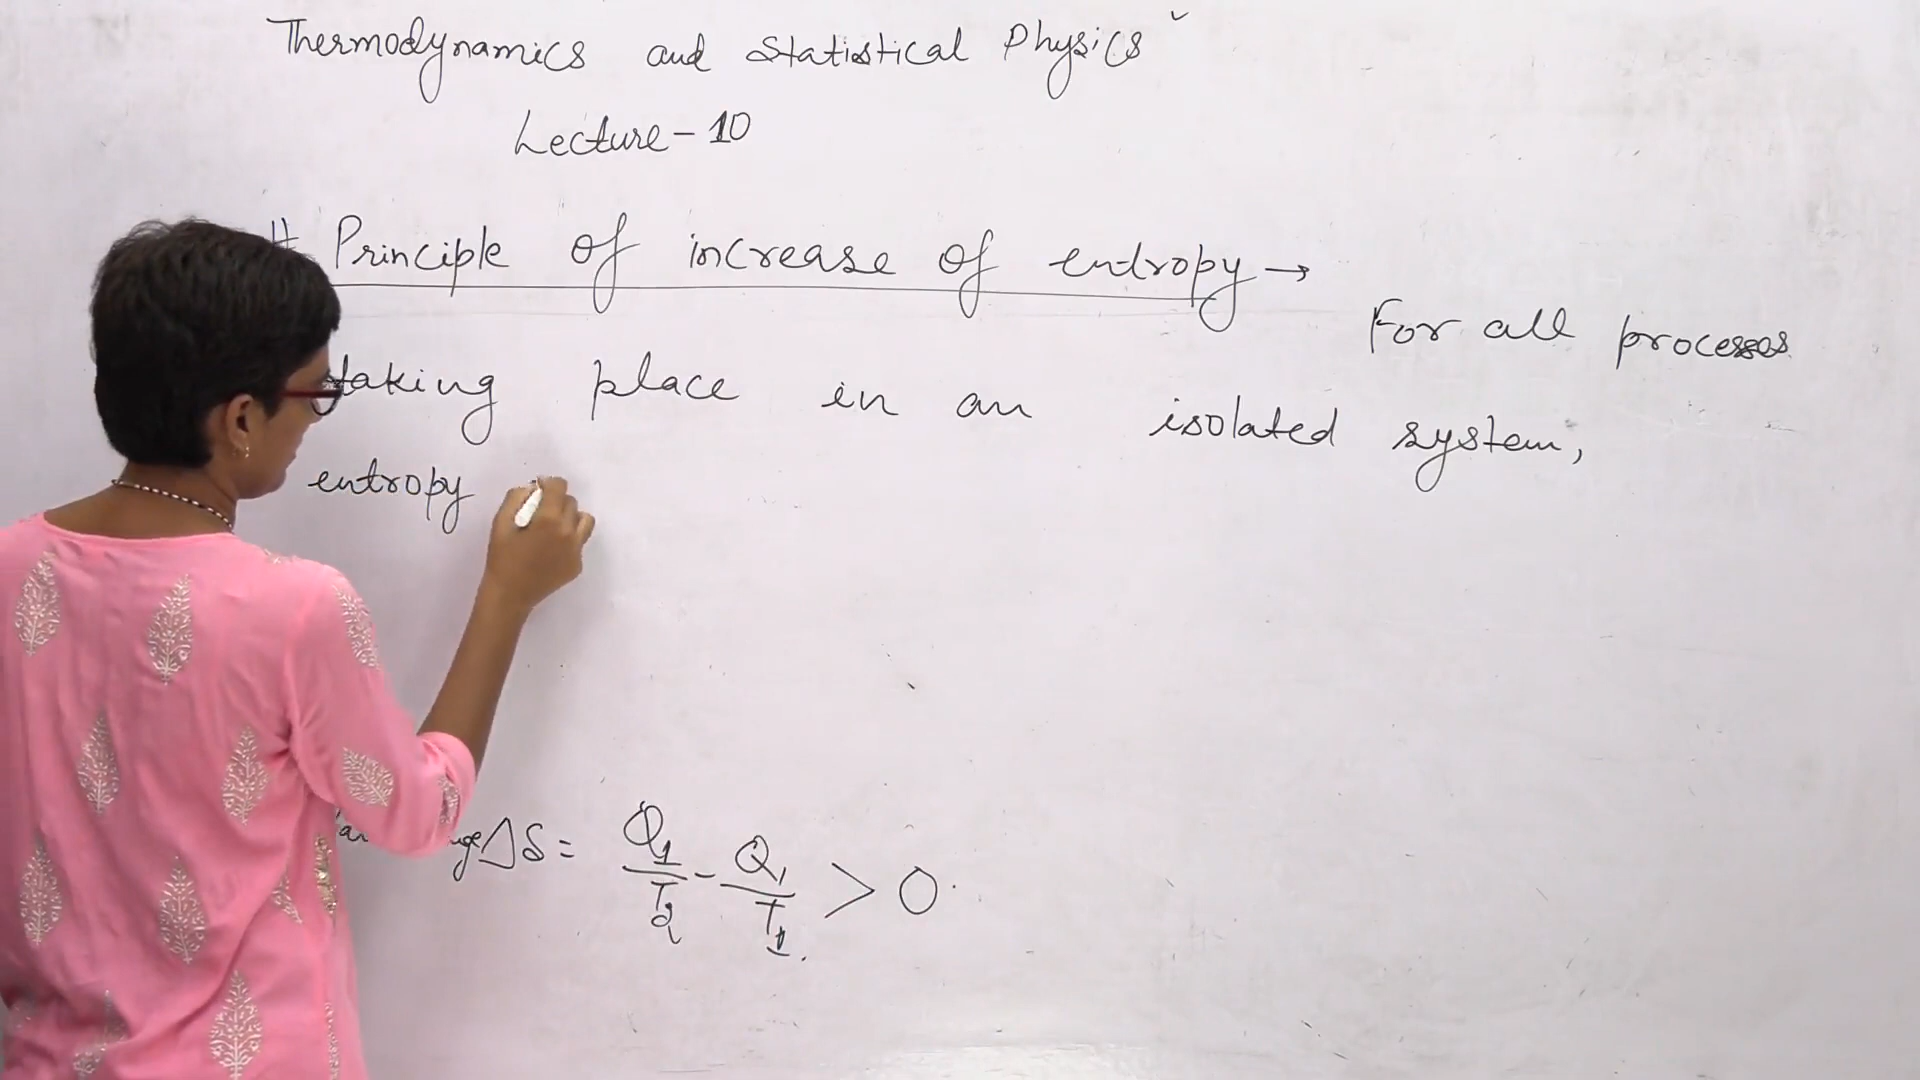 Thermodynamics and Statistical Physics
Lecture-10
# Principle of increase of entropy →
For all processes
taking place in an isolated system,
entropy
ΔS = Q1/T2 - Q1/T1 > 0